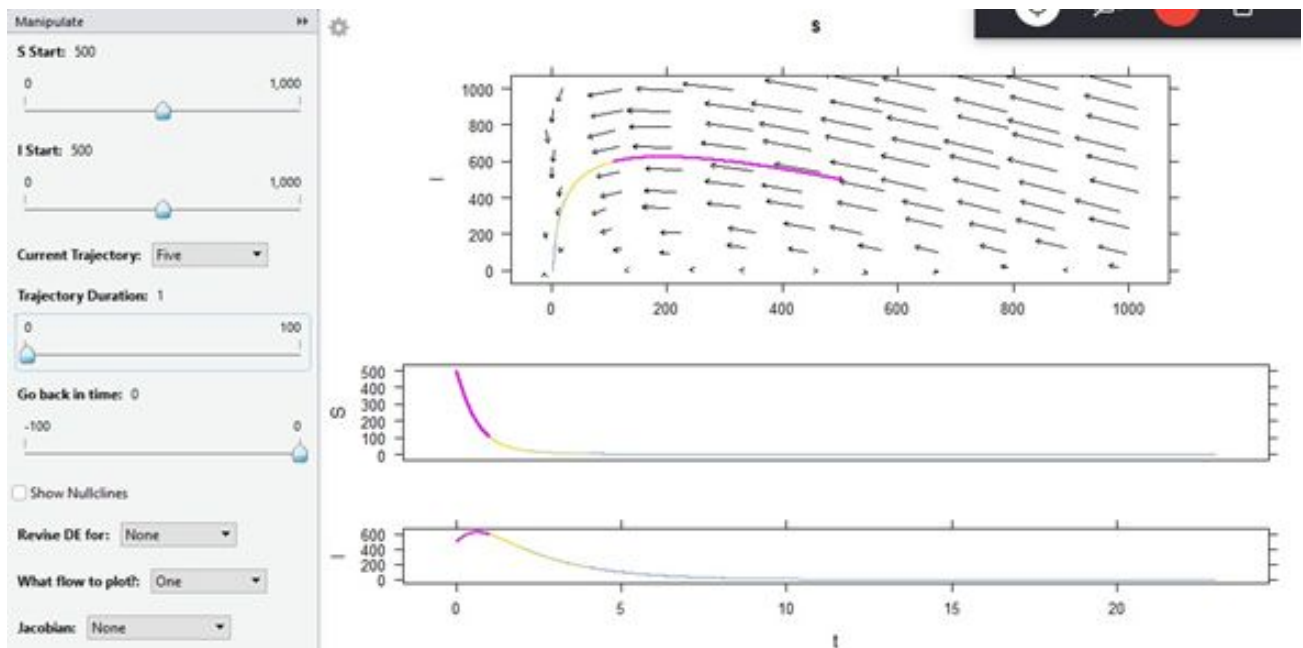 Manipulate
S Start: 500
0 1,000
I Start: 500
0 1,000
Current Trajectory: Five
Trajectory Duration: 1
0 100
Go back in time: 0
-100 0
Show Nullclines
Revise DE for: None
What flow to plot?: One
Jacobian: None
S
I
1000
800
600
400
200
0
0 200 400 600 800 1000
S
500
400
300
200
100
0
I
600
400
200
0
0 5 10 15 20
t